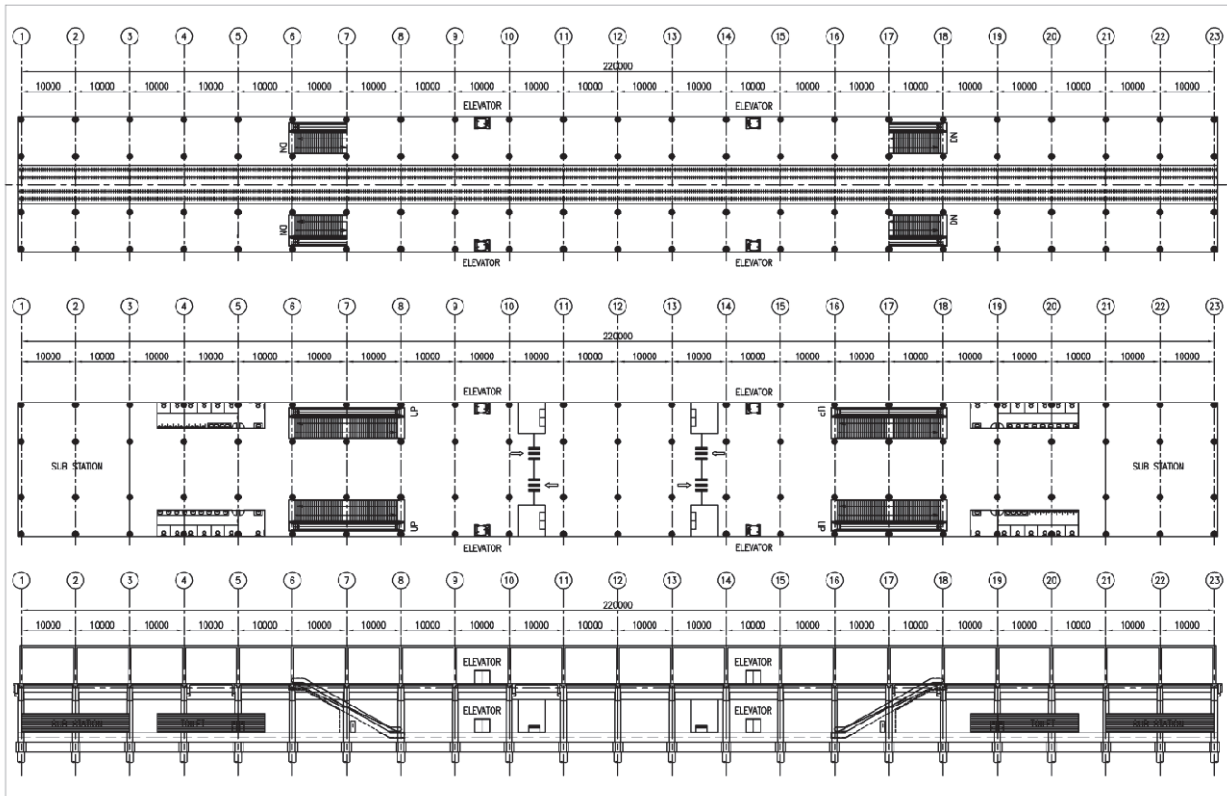 1 2 3 4 5 6 7 8 9 10 11 12 13 14 15 16 17 18 19 20 21 22 23
220000
10000 10000 10000 10000 10000 10000 10000 10000 10000 10000 10000 10000 10000 10000 10000 10000 10000 10000 10000 10000 10000 10000
ELEVATOR ELEVATOR
DN DN
DN DN
ELEVATOR ELEVATOR
1 2 3 4 5 6 7 8 9 10 11 12 13 14 15 16 17 18 19 20 21 22 23
220000
10000 10000 10000 10000 10000 10000 10000 10000 10000 10000 10000 10000 10000 10000 10000 10000 10000 10000 10000 10000 10000 10000
ELEVATOR ELEVATOR
UP UP
SUB STATION SUB STATION
UP UP
ELEVATOR ELEVATOR
1 2 3 4 5 6 7 8 9 10 11 12 13 14 15 16 17 18 19 20 21 22 23
220000
10000 10000 10000 10000 10000 10000 10000 10000 10000 10000 10000 10000 10000 10000 10000 10000 10000 10000 10000 10000 10000 10000
ELEVATOR ELEVATOR
ELEVATOR ELEVATOR
SUB STATION TOILET TOILET SUB STATION